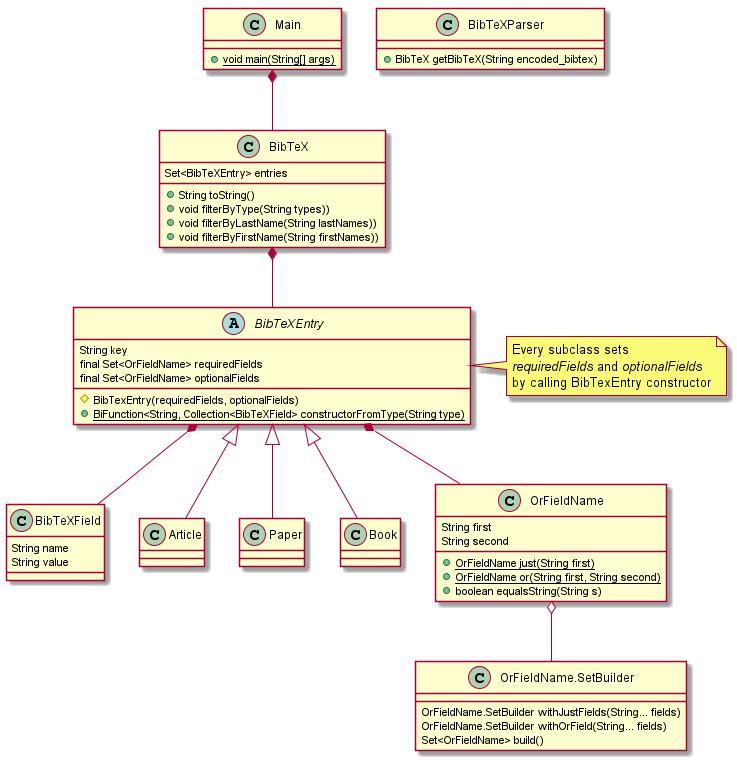 C Main
void main(String[] args)
C BibTeXParser
BibTeX getBibTeX(String encoded_bibtex)
C BibTeX
Set<BibTeXEntry> entries
String toString()
void filterByType(String types))
void filterByLastName(String lastNames))
void filterByFirstName(String firstNames))
A BibTeXEntry
String key
final Set<OrFieldName> requiredFields
final Set<OrFieldName> optionalFields
BibTexEntry(requiredFields, optionalFields)
BiFunction<String, Collection<BibTeXField> constructorFromType(String type)
Every subclass sets
requiredFields and optionalFields
by calling BibTexEntry constructor
C BibTeXField
String name
String value
C Article
C Paper
C Book
C OrFieldName
String first
String second
OrFieldName just(String first)
OrFieldName or(String first, String second)
boolean equalsString(String s)
C OrFieldName.SetBuilder
OrFieldName.SetBuilder withJustFields(String... fields)
OrFieldName.SetBuilder withOrField(String... fields)
Set<OrFieldName> build()